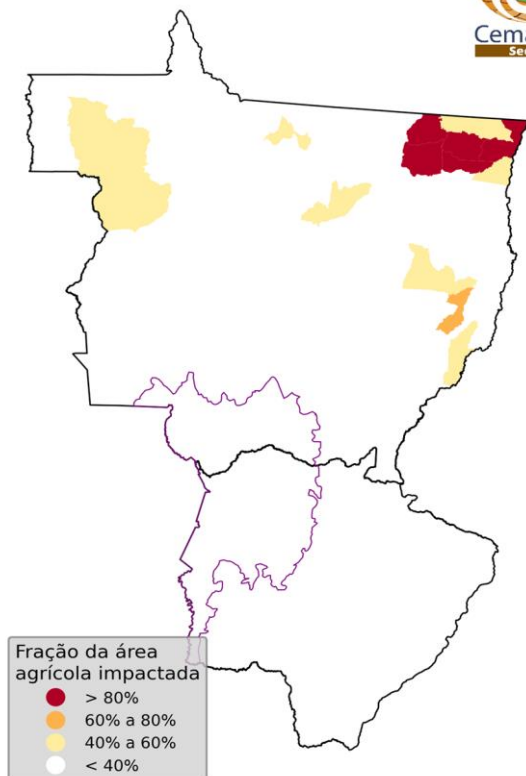 Fração da área
agrícola impactada
> 80%
60% a 80%
40% a 60%
< 40%